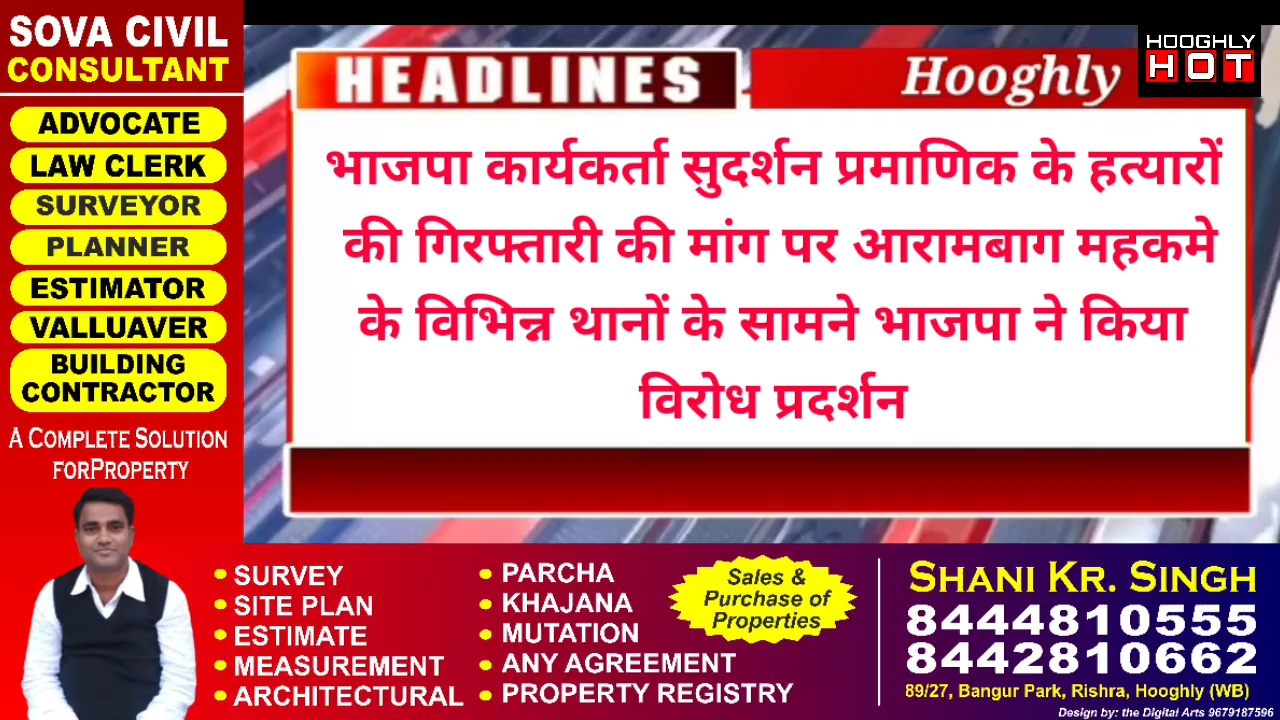 SOVA CIVIL
CONSULTANT
ADVOCATE
LAW CLERK
SURVEYOR
PLANNER
ESTIMATOR
VALLUAVER
BUILDING
CONTRACTOR
A COMPLETE SOLUTION
FORPROPERTY
HEADLINES
Hooghly
HOOGHLY
HOT
भाजपा कार्यकर्ता सुदर्शन प्रमाणिक के हत्यारों
की गिरफ्तारी की मांग पर आरामबाग महकमे
के विभिन्न थानों के सामने भाजपा ने किया
विरोध प्रदर्शन
• SURVEY
• SITE PLAN
• ESTIMATE
• MEASUREMENT
• ARCHITECTURAL
• PARCHA
• KHAJANA
• MUTATION
• ANY AGREEMENT
• PROPERTY REGISTRY
Sales &
Purchase of
Properties
SHANI KR. SINGH
8444810555
8442810662
89/27, Bangur Park, Rishra, Hooghly (WB)
Design by: the Digital Arts 9679187596